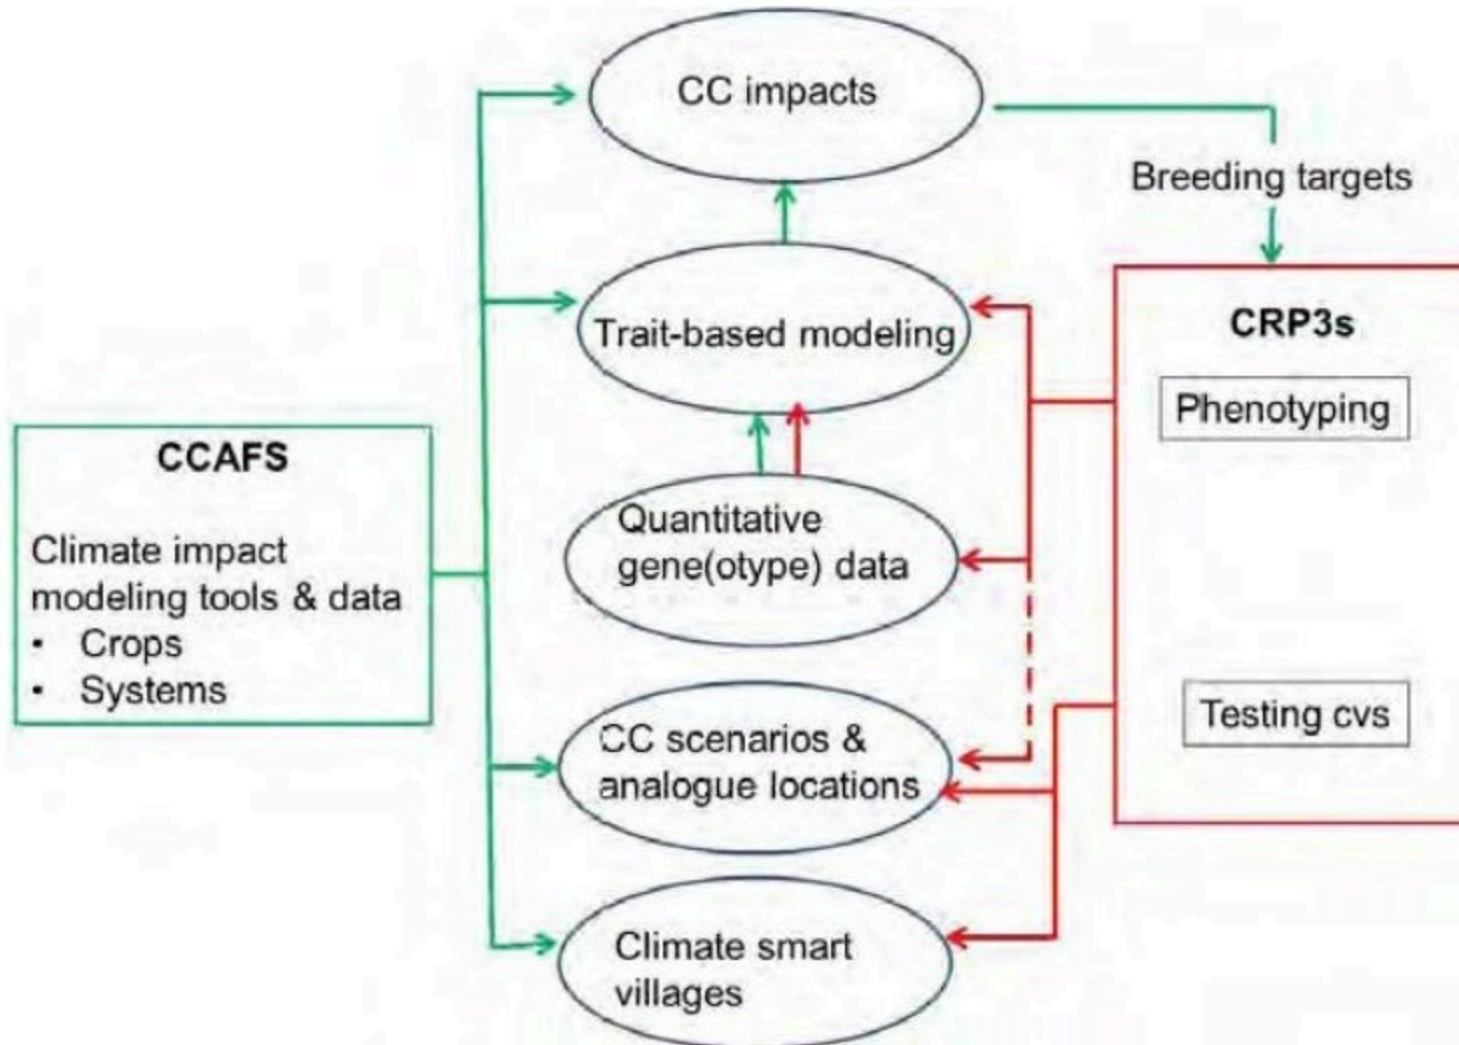 CC impacts
Breeding targets
Trait-based modeling
CRP3s
Phenotyping
CCAFS
Climate impact
modeling tools & data
• Crops
• Systems
Quantitative
gene(otype) data
CC scenarios &
analogue locations
Testing cvs
Climate smart
villages